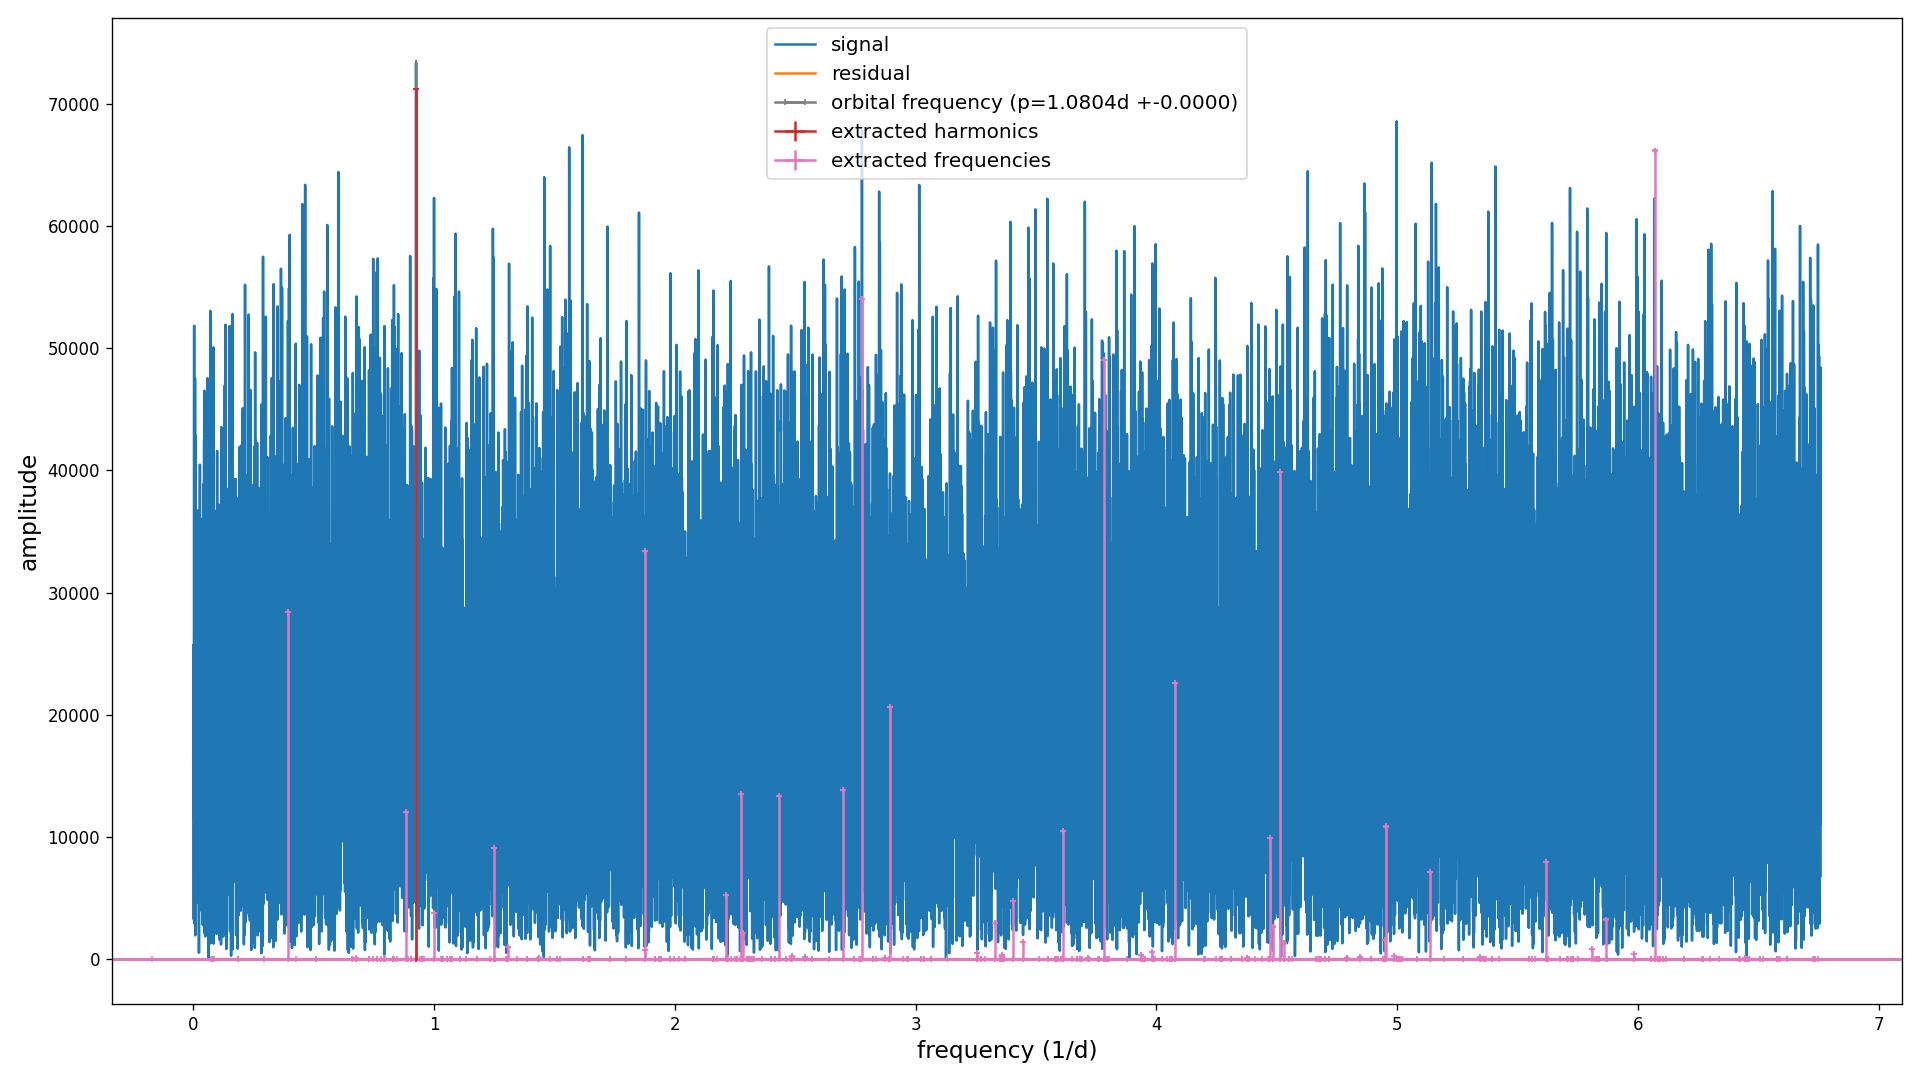 signal
residual
orbital frequency (p=1.0804d +-0.0000)
extracted harmonics
extracted frequencies
amplitude
70000
60000
50000
40000
30000
20000
10000
0
0 1 2 3 4 5 6 7
frequency (1/d)